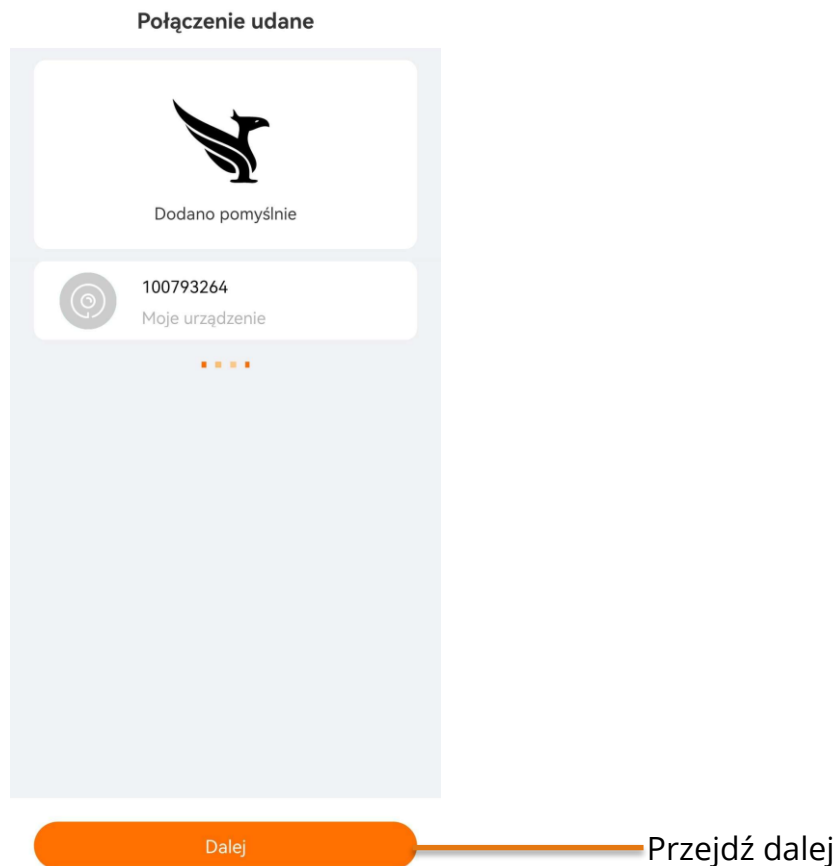 Połączenie udane
Dodano pomyślnie
100793264
Moje urządzenie
Dalej
Przejdź dalej